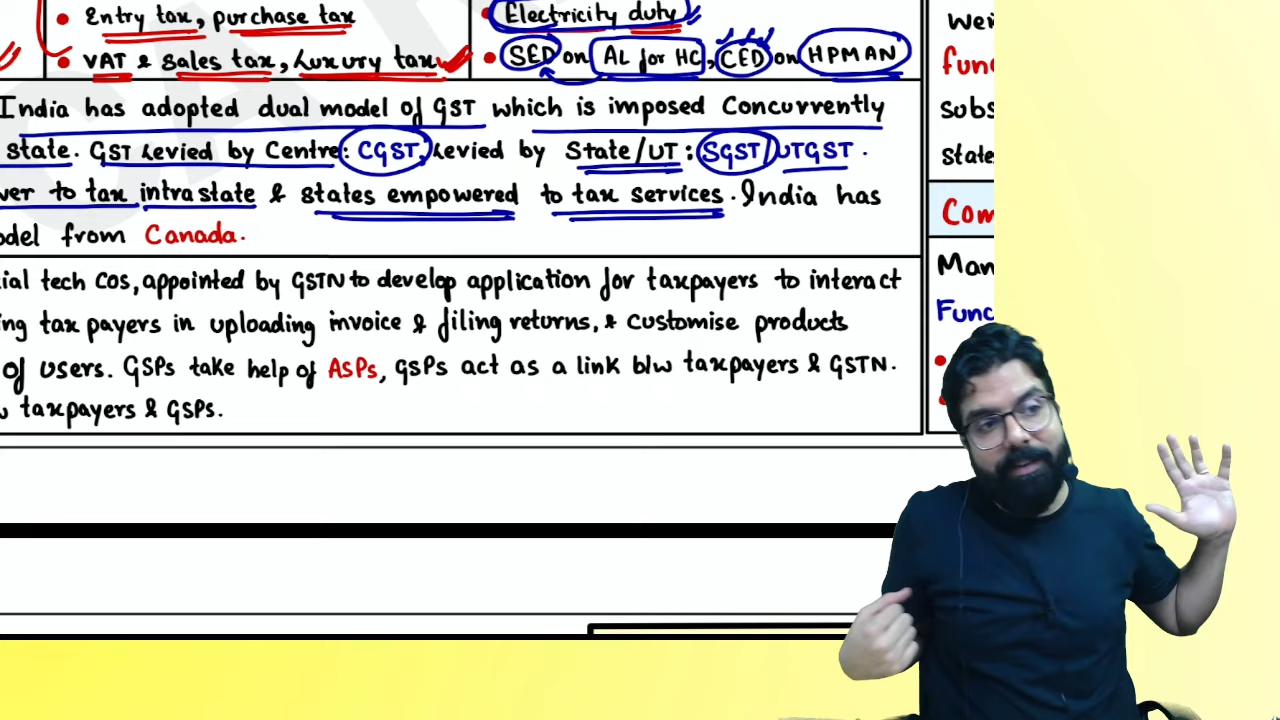 • Entry tax, purchase tax
• VAT & Sales tax, Luxury tax
• Electricity duty
• SED on AL for HC, CED on HPMAN
India has adopted dual model of GST which is imposed Concurrently
state. GST Levied by Centre: CGST, Levied by State/UT: SGST/UTGST.
wer to tax intrastate & states empowered to tax services. India has
odel from Canada.
cial tech COS, appointed by GSTN to develop application for taxpayers to interact
ing tax payers in uploading invoice & filing returns, & customise products
of users. GSPs take help of ASPs, GSPs act as a link b/w taxpayers & GSTN.
taxpayers & GSPs.
wei
func
subs
state
Com
Man
Func